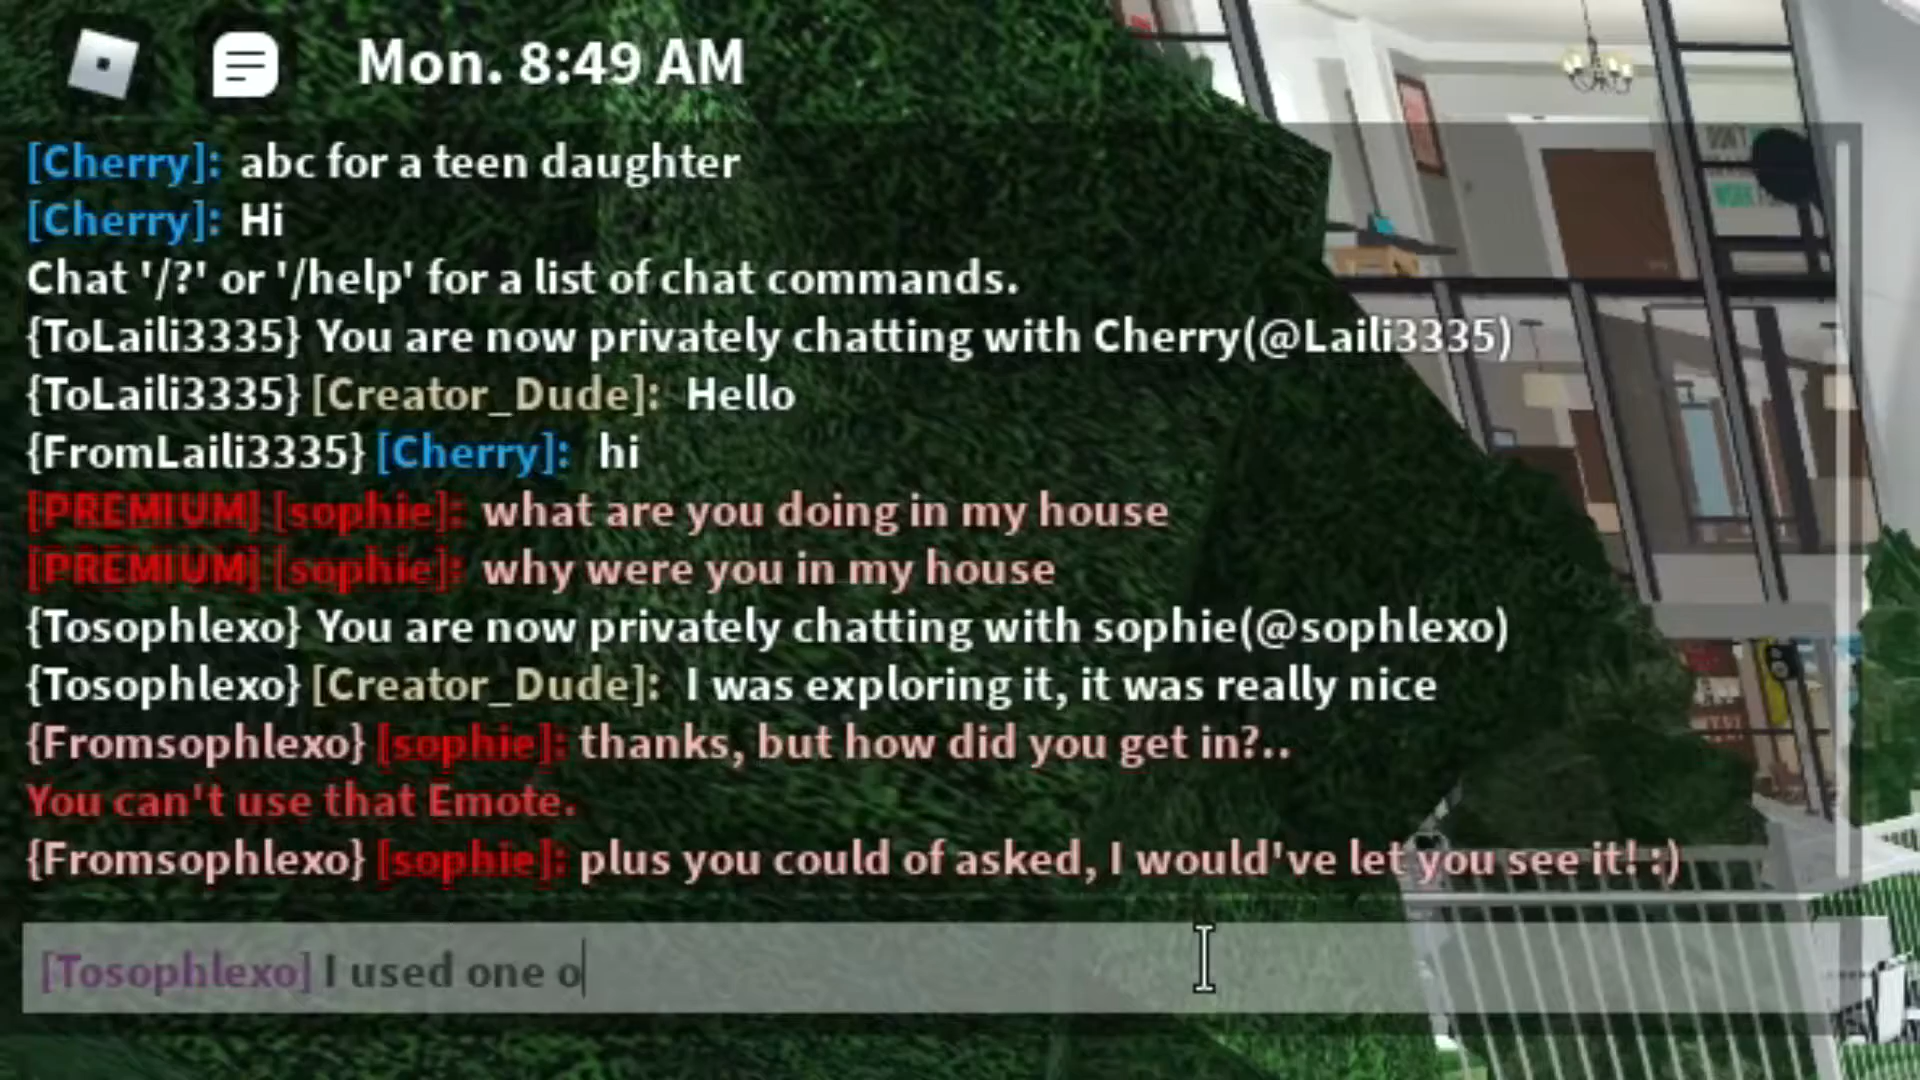 Mon. 8:49 AM
[Cherry]: abc for a teen daughter
[Cherry]: Hi
Chat '/?' or '/help' for a list of chat commands.
{ToLaili3335} You are now privately chatting with Cherry(@Laili3335)
{ToLaili3335} [Creator_Dude]: Hello
{FromLaili3335} [Cherry]: hi
[PREMIUM] [sophie]: what are you doing in my house
[PREMIUM] [sophie]: why were you in my house
{Tosophlexo} You are now privately chatting with sophie(@sophlexo)
{Tosophlexo} [Creator_Dude]: I was exploring it, it was really nice
{Fromsophlexo} [sophie]: thanks, but how did you get in?..
You can't use that Emote.
{Fromsophlexo} [sophie]: plus you could of asked, I would've let you see it! :)
[Tosophlexo] I used one o